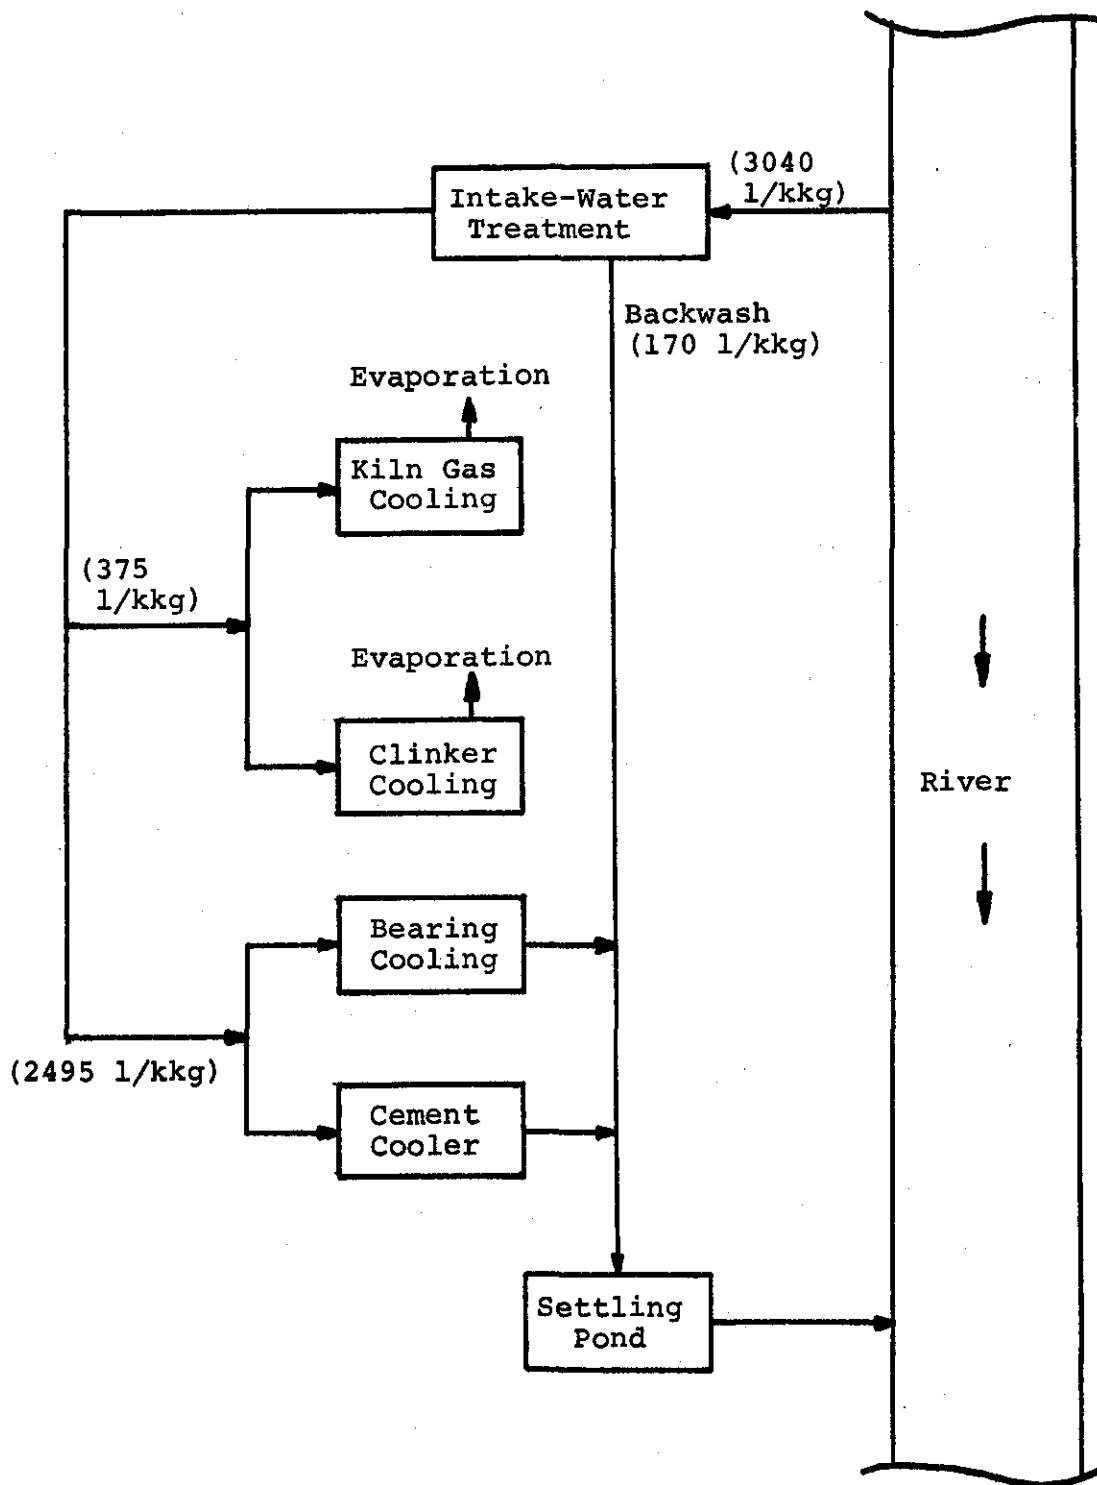 (3040
l/kkg)
Intake-Water
Treatment
Backwash
(170 l/kkg)
Evaporation
Kiln Gas
Cooling
(375
l/kkg)
Evaporation
Clinker
Cooling
River
Bearing
Cooling
(2495 l/kkg)
Cement
Cooler
Settling
Pond